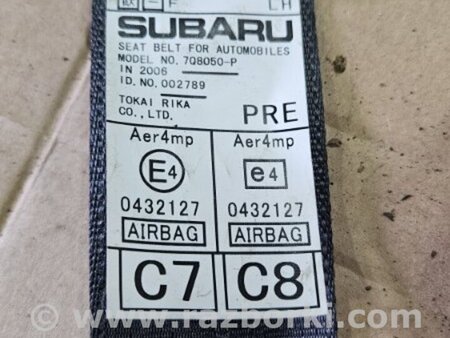 F LH
SUBARU
SEAT BELT FOR AUTOMOBILES
MODEL NO. 7Q8050-P
IN 2006
ID. NO. 002789
TOKAI RIKA
CO., LTD. PRE
Aer4mp Aer4mp
E4 e4
0432127 0432127
AIRBAG AIRBAG
C7 C8
www.razborki.com